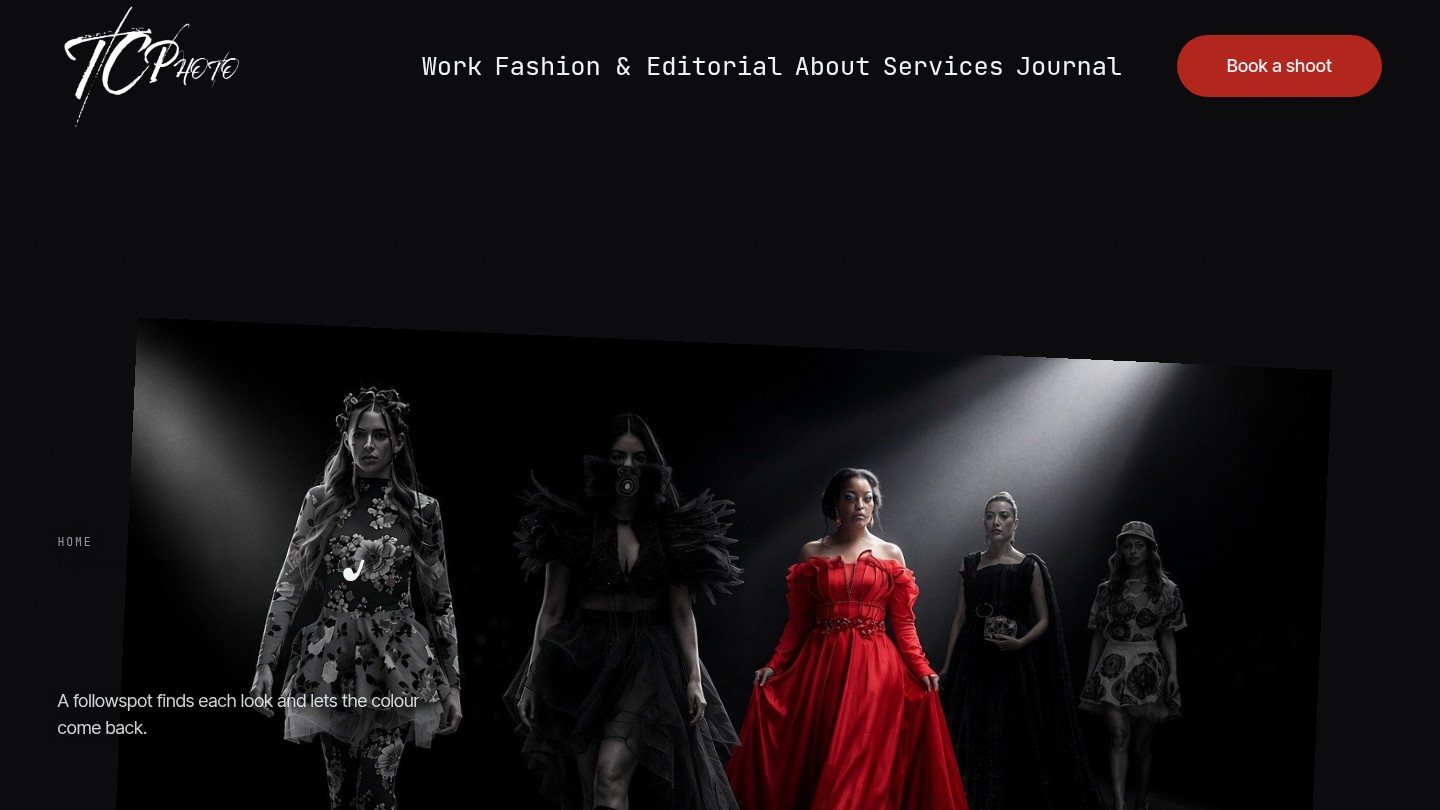 TCPHOTO
Work Fashion & Editorial About Services Journal
Book a shoot
HOME
A followspot finds each look and lets the colour
come back.